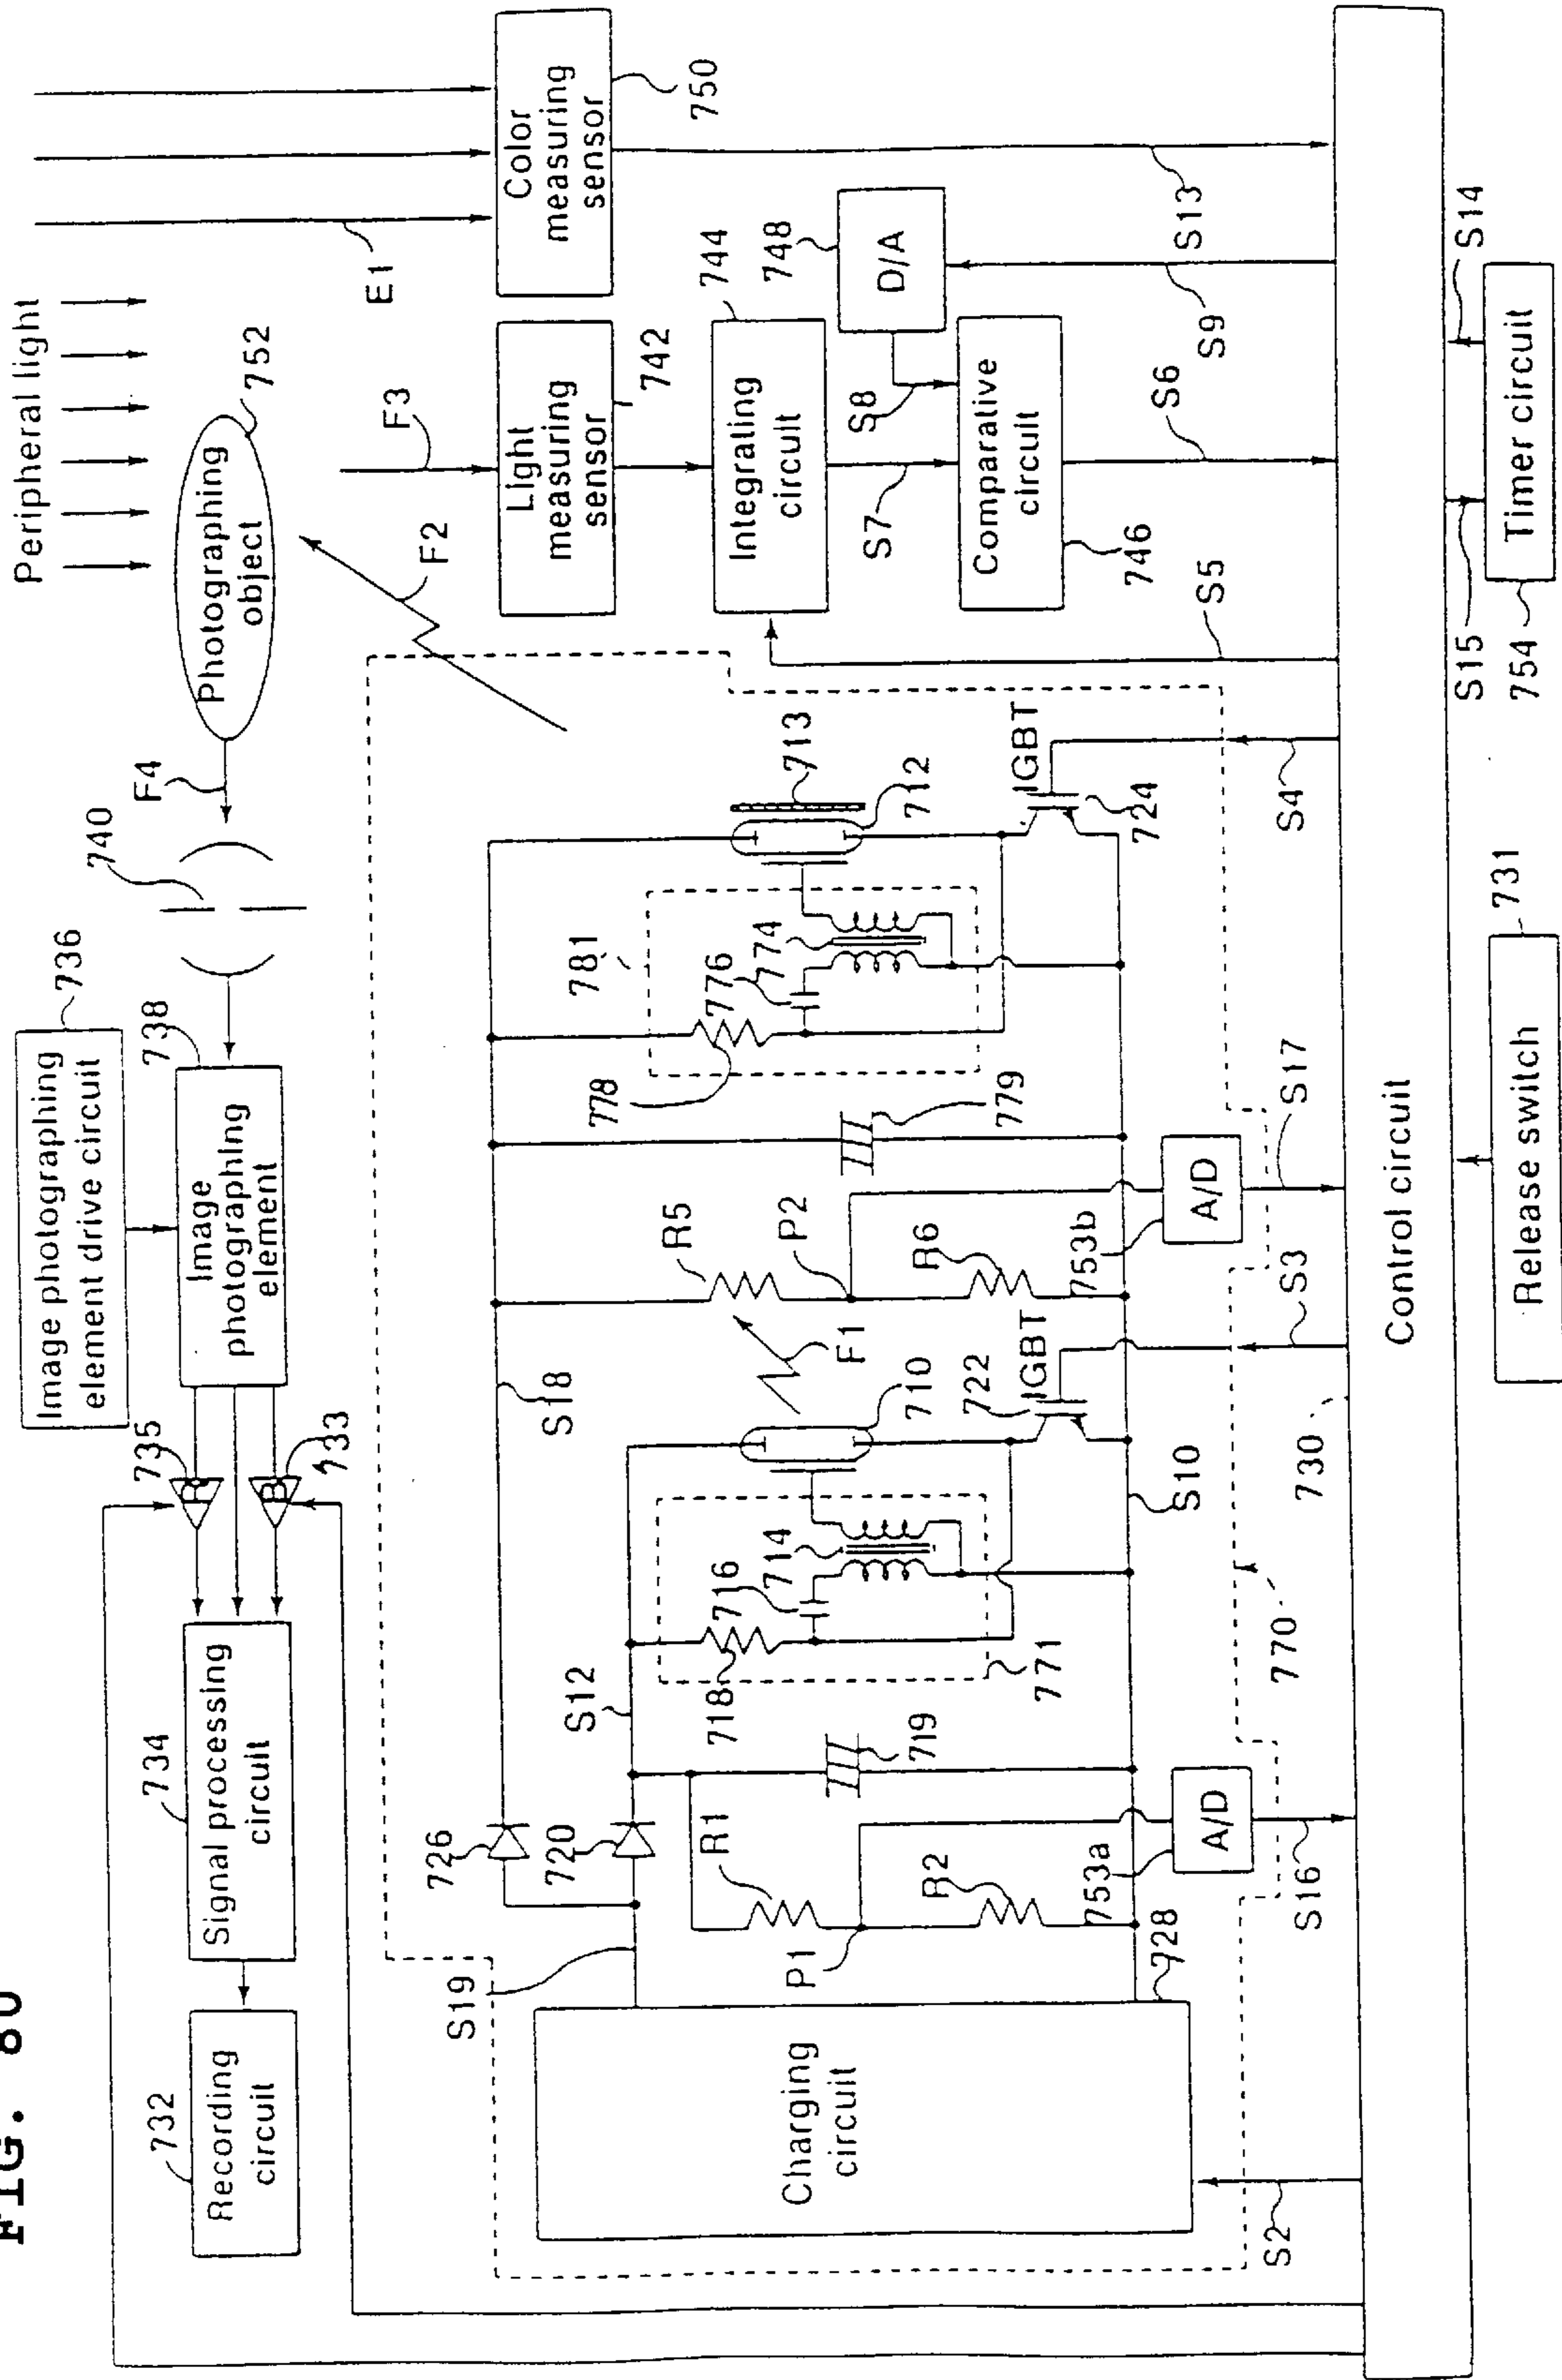 FIG. 80
Peripheral light
Image photographing
element drive circuit
736
738
740
F4
Photographing
object
752
E1
732
Recording
circuit
734
Signal processing
circuit
735
R
B
733
Image
photographing
element
F2
F3
Light
measuring
sensor
742
Color
measuring
sensor
750
S19
726
720
S12
S18
Charging
circuit
728
R1
P1
R2
753a
A/D
S16
719
718
716
714
771
710
F1
722
IGBT
S10
R5
P2
R6
753b
A/D
S17
779
778
776
774
781
713
712
IGBT
724
744
Integrating
circuit
748
D/A
S7
S8
Comparative
circuit
746
S5
S6
S9
S13
S2
770
730
S3
S4
Control circuit
Release switch
731
S15
S14
754
Timer circuit